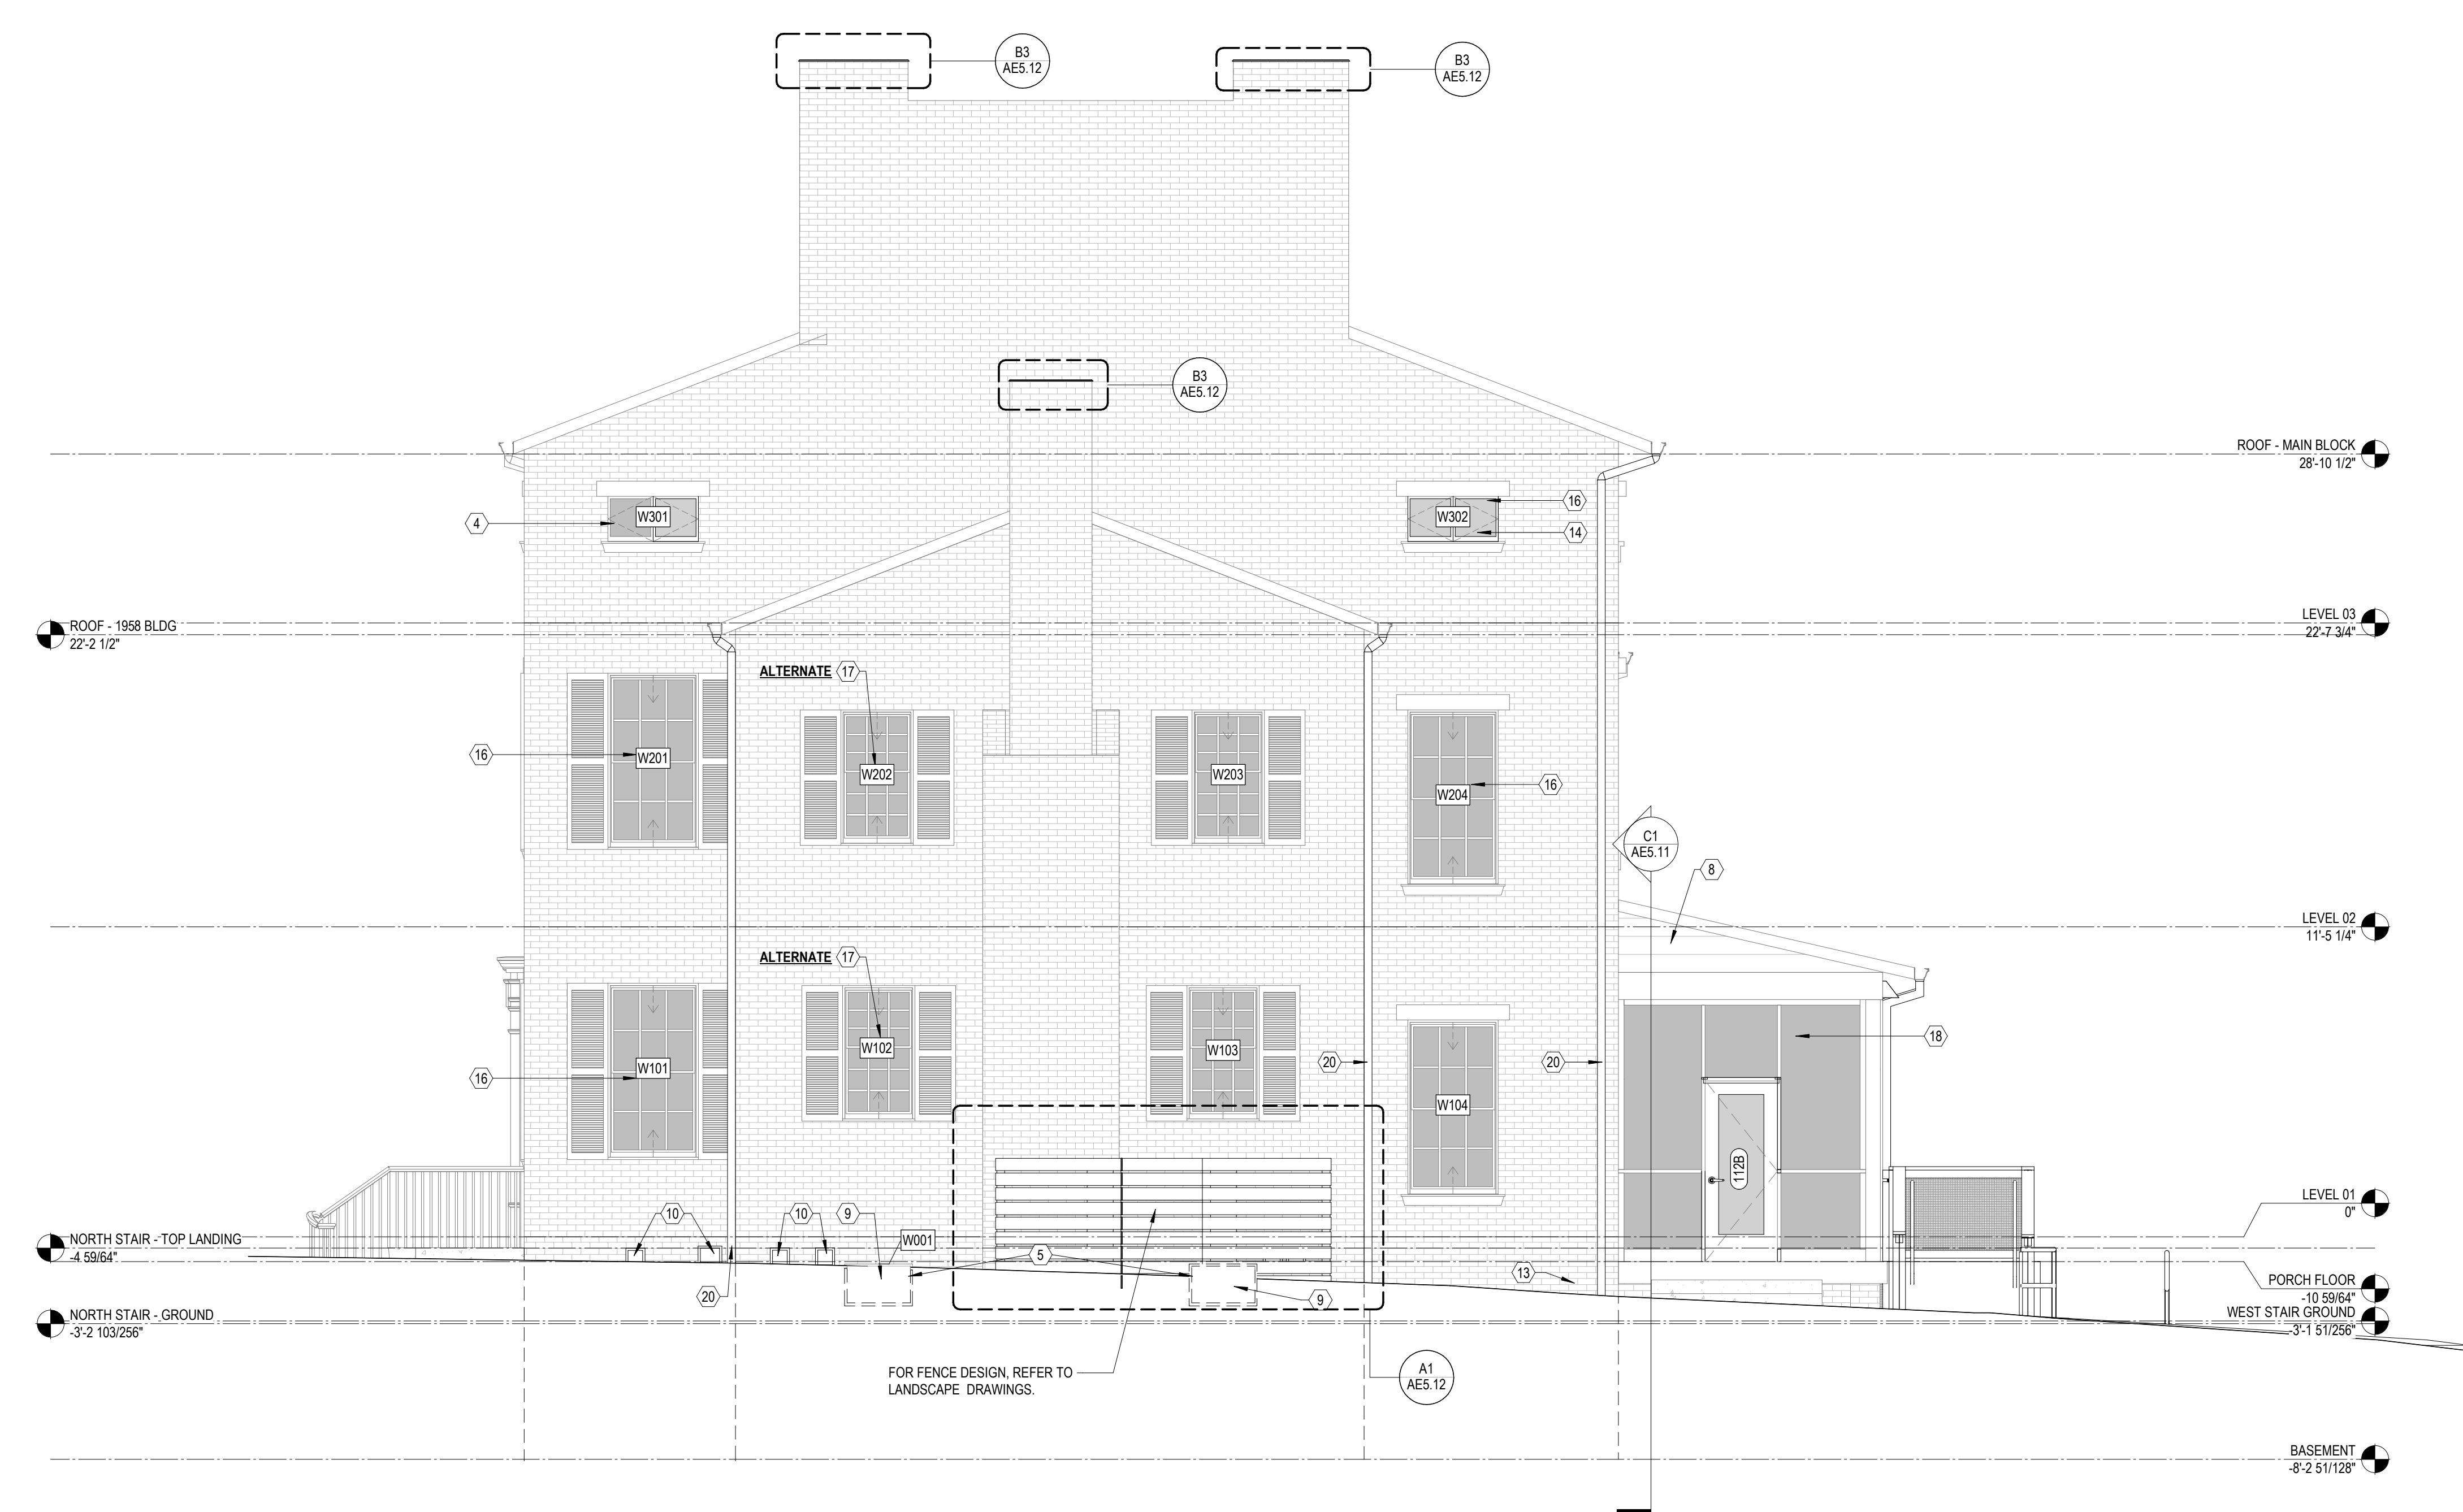 B3
AE5.12
B3
AE5.12
B3
AE5.12
ROOF - MAIN BLOCK
28'-10 1/2"
W301
4
W302
16
14
ROOF - 1958 BLDG
22'-2 1/2"
LEVEL 03
22'-7 3/4"
ALTERNATE 17
16
W201
W202
W203
W204
16
C1
AE5.11
8
LEVEL 02
11'-5 1/4"
ALTERNATE 17
16
W101
W102
W103
W104
20
20
18
112B
LEVEL 01
0"
10
10
9
W001
5
NORTH STAIR - TOP LANDING
-4 59/64"
20
13
9
PORCH FLOOR
-10 59/64"
NORTH STAIR - GROUND
-3'-2 103/256"
WEST STAIR GROUND
-3'-1 51/256"
FOR FENCE DESIGN, REFER TO
LANDSCAPE DRAWINGS.
A1
AE5.12
BASEMENT
-8'-2 51/128"